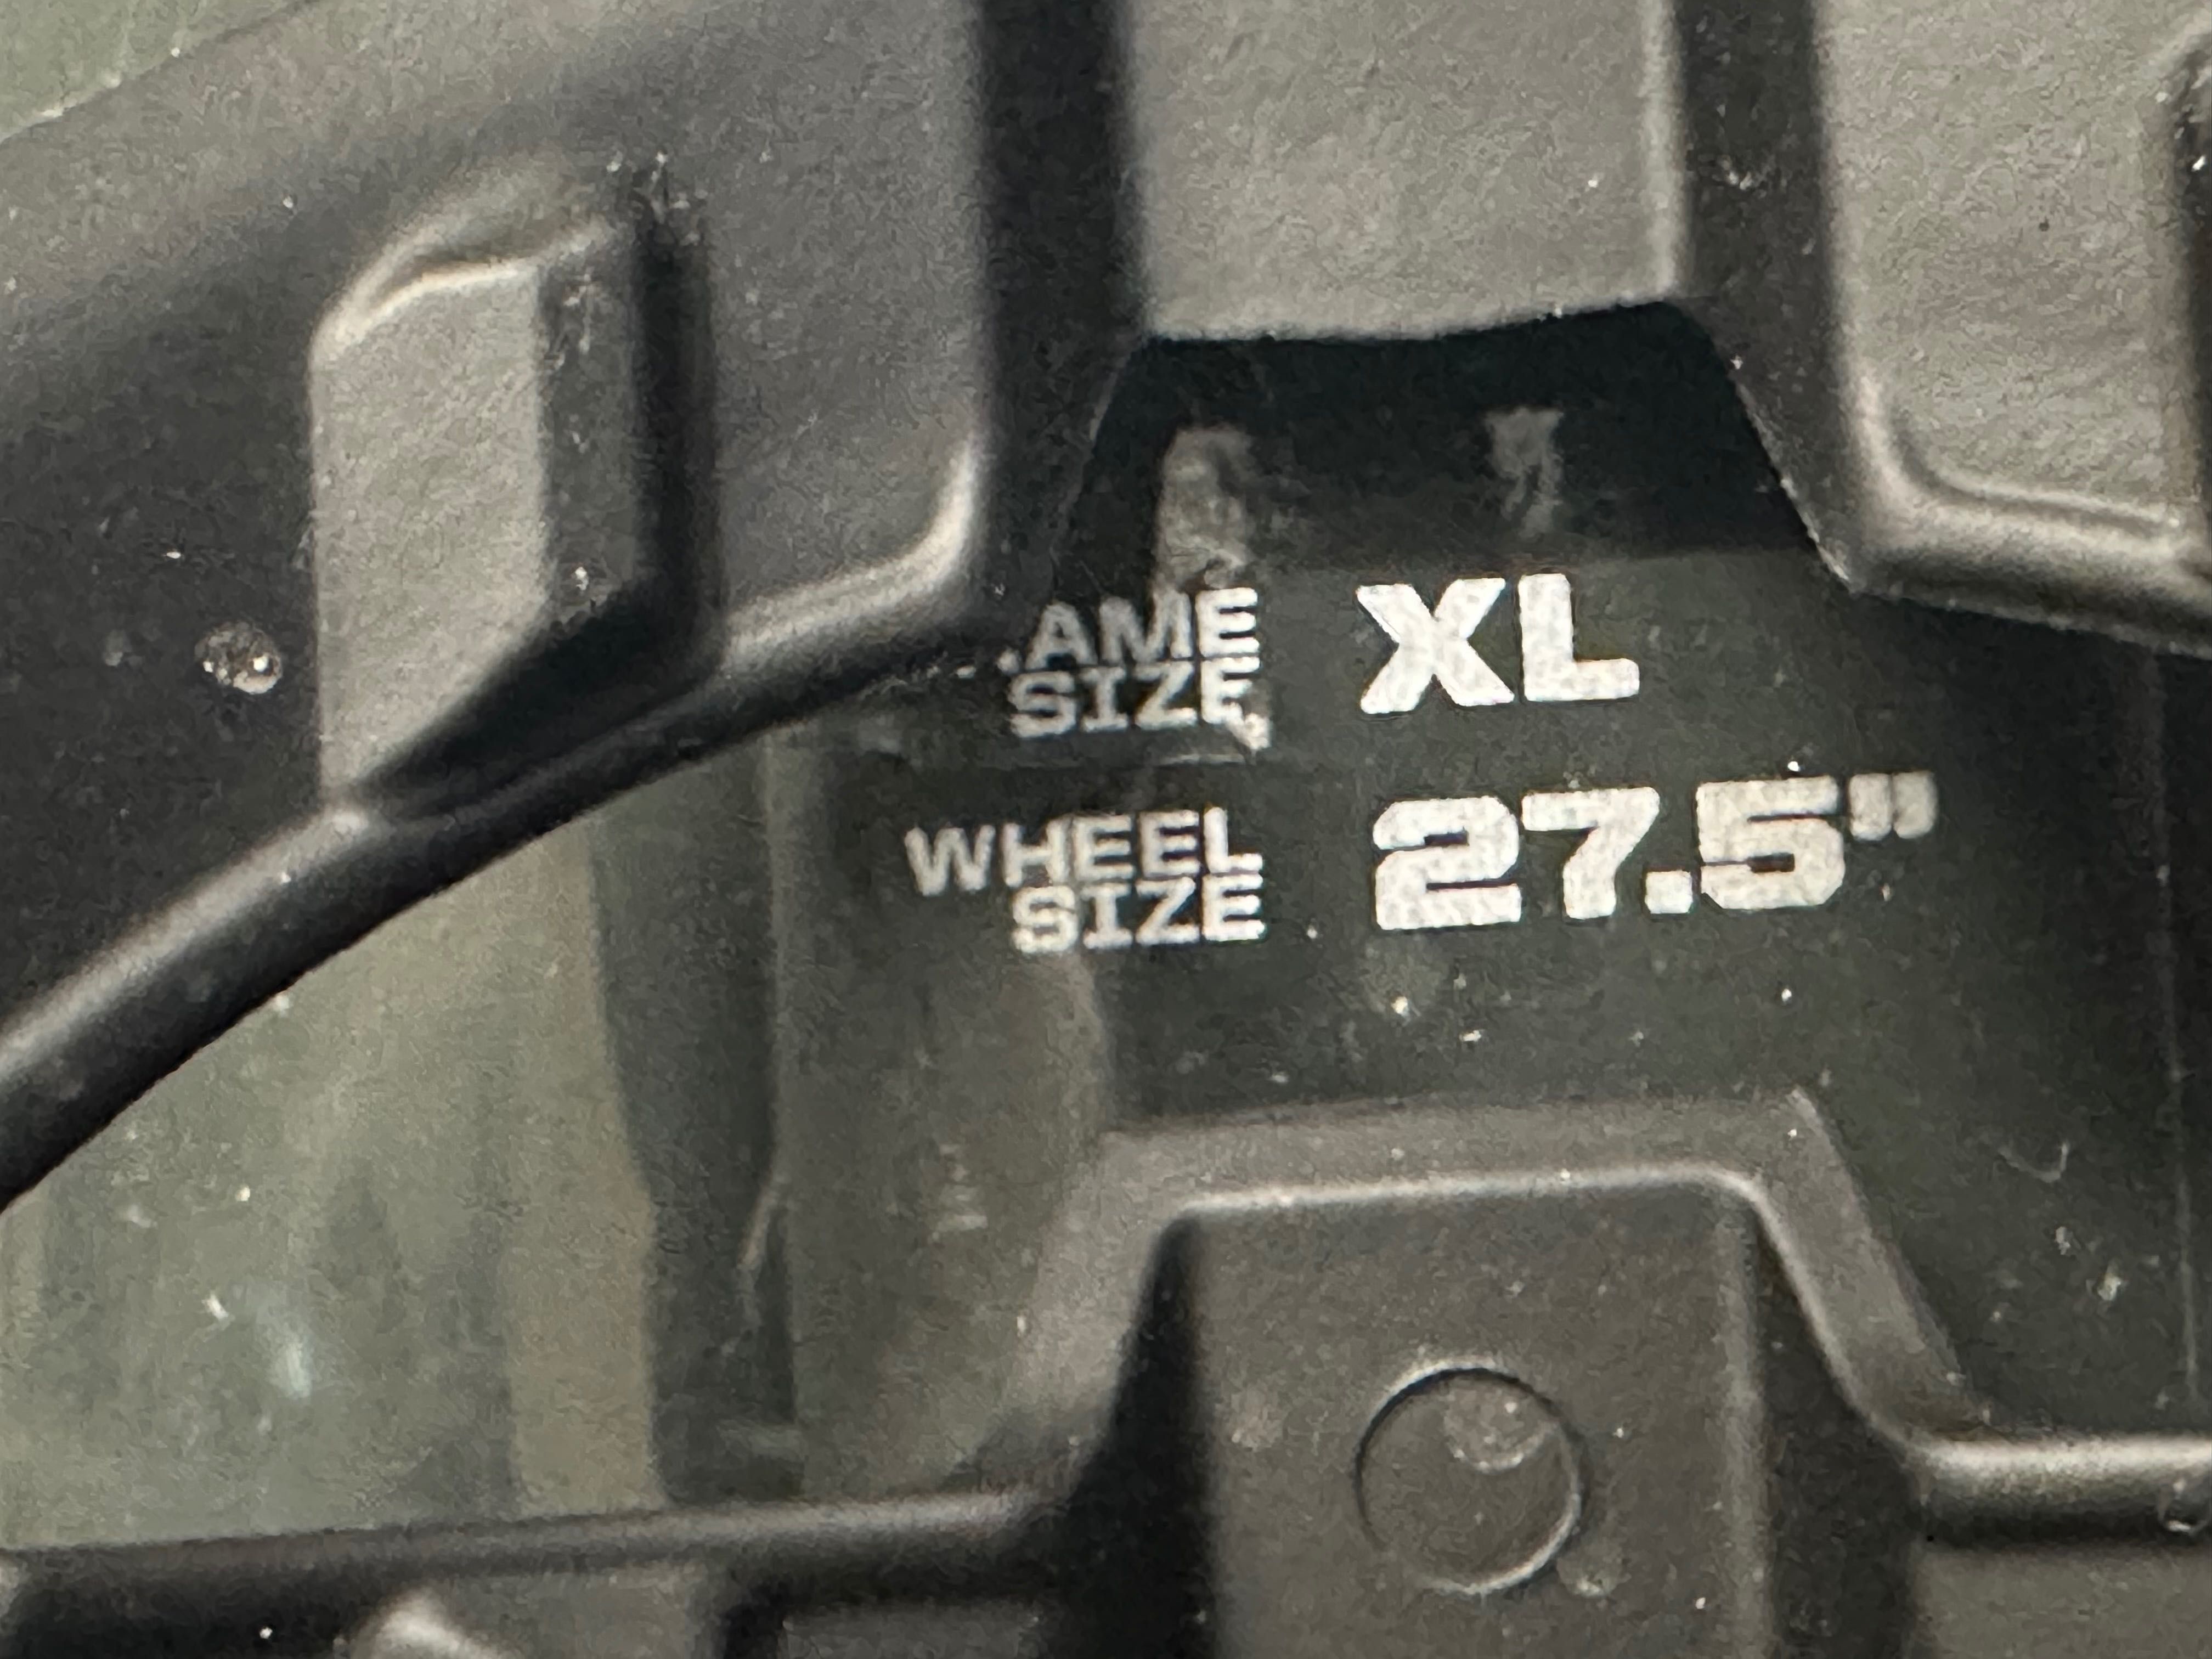 .AME
SIZE XL
WHEEL
SIZE 27.5"